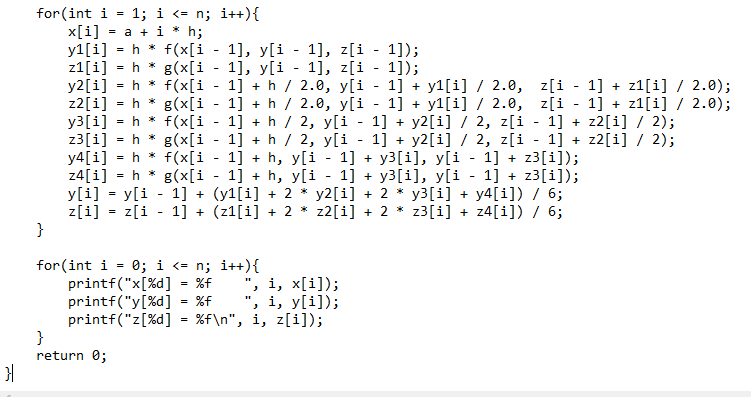 for(int i = 1; i <= n; i++){
x[i] = a + i * h;
y1[i] = h * f(x[i - 1], y[i - 1], z[i - 1]);
z1[i] = h * g(x[i - 1], y[i - 1], z[i - 1]);
y2[i] = h * f(x[i - 1] + h / 2.0, y[i - 1] + y1[i] / 2.0,  z[i - 1] + z1[i] / 2.0);
z2[i] = h * g(x[i - 1] + h / 2.0, y[i - 1] + y1[i] / 2.0,  z[i - 1] + z1[i] / 2.0);
y3[i] = h * f(x[i - 1] + h / 2, y[i - 1] + y2[i] / 2, z[i - 1] + z2[i] / 2);
z3[i] = h * g(x[i - 1] + h / 2, y[i - 1] + y2[i] / 2, z[i - 1] + z2[i] / 2);
y4[i] = h * f(x[i - 1] + h, y[i - 1] + y3[i], y[i - 1] + z3[i]);
z4[i] = h * g(x[i - 1] + h, y[i - 1] + y3[i], y[i - 1] + z3[i]);
y[i] = y[i - 1] + (y1[i] + 2 * y2[i] + 2 * y3[i] + y4[i]) / 6;
z[i] = z[i - 1] + (z1[i] + 2 * z2[i] + 2 * z3[i] + z4[i]) / 6;
}
for(int i = 0; i <= n; i++){
printf("x[%d] = %f    ", i, x[i]);
printf("y[%d] = %f    ", i, y[i]);
printf("z[%d] = %f\n", i, z[i]);
}
return 0;
}